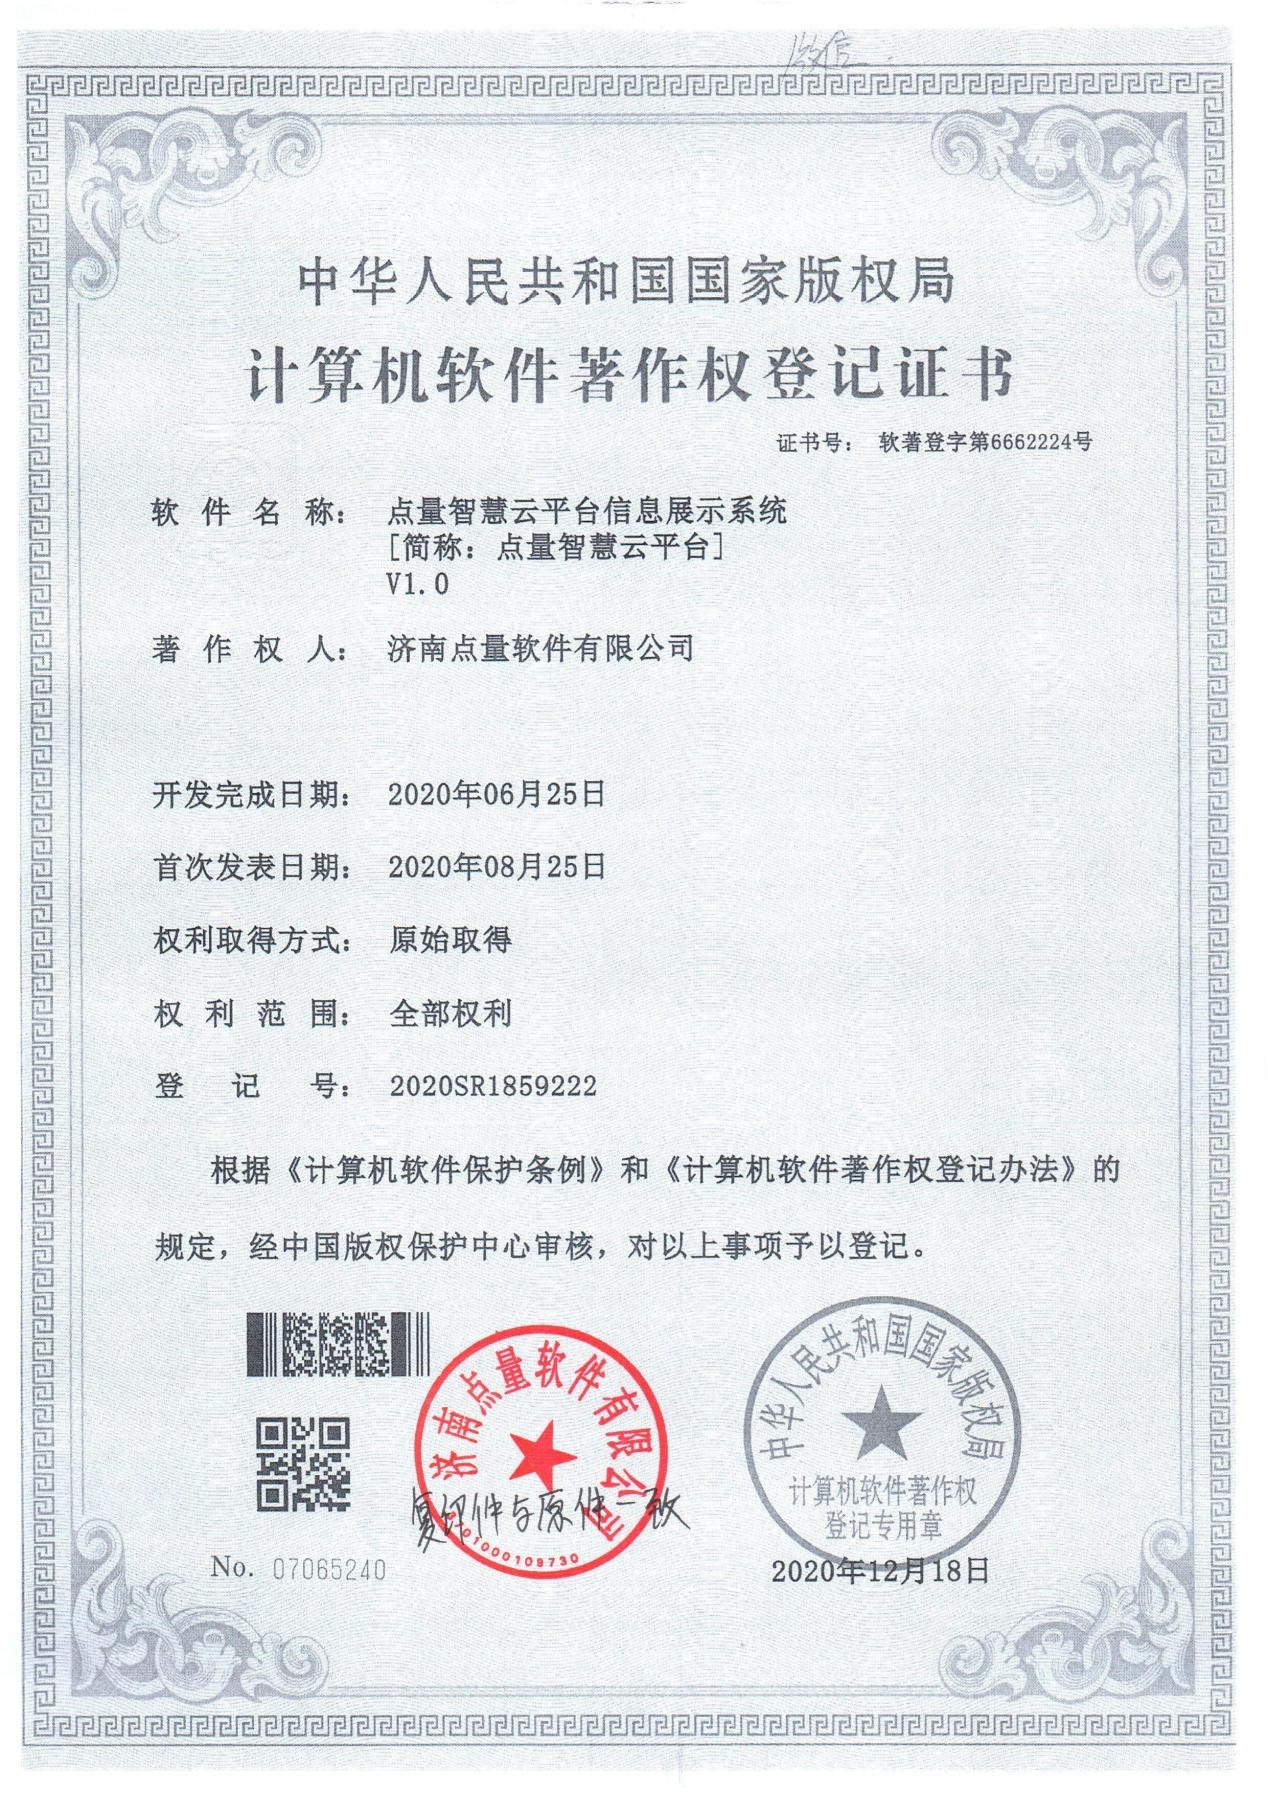 微信
中华人民共和国国家版权局
计算机软件著作权登记证书
证书号： 软著登字第6662224号
软件名称： 点量智慧云平台信息展示系统
[简称：点量智慧云平台]
V1.0
著作权人： 济南点量软件有限公司
开发完成日期： 2020年06月25日
首次发表日期： 2020年08月25日
权利取得方式： 原始取得
权利范围： 全部权利
登记号： 2020SR1859222
根据《计算机软件保护条例》和《计算机软件著作权登记办法》的
规定，经中国版权保护中心审核，对以上事项予以登记。
济南点量软件有限公司
复印件与原件一致
3701000109730
中华人民共和国国家版权局
计算机软件著作权
登记专用章
No. 07065240
2020年12月18日